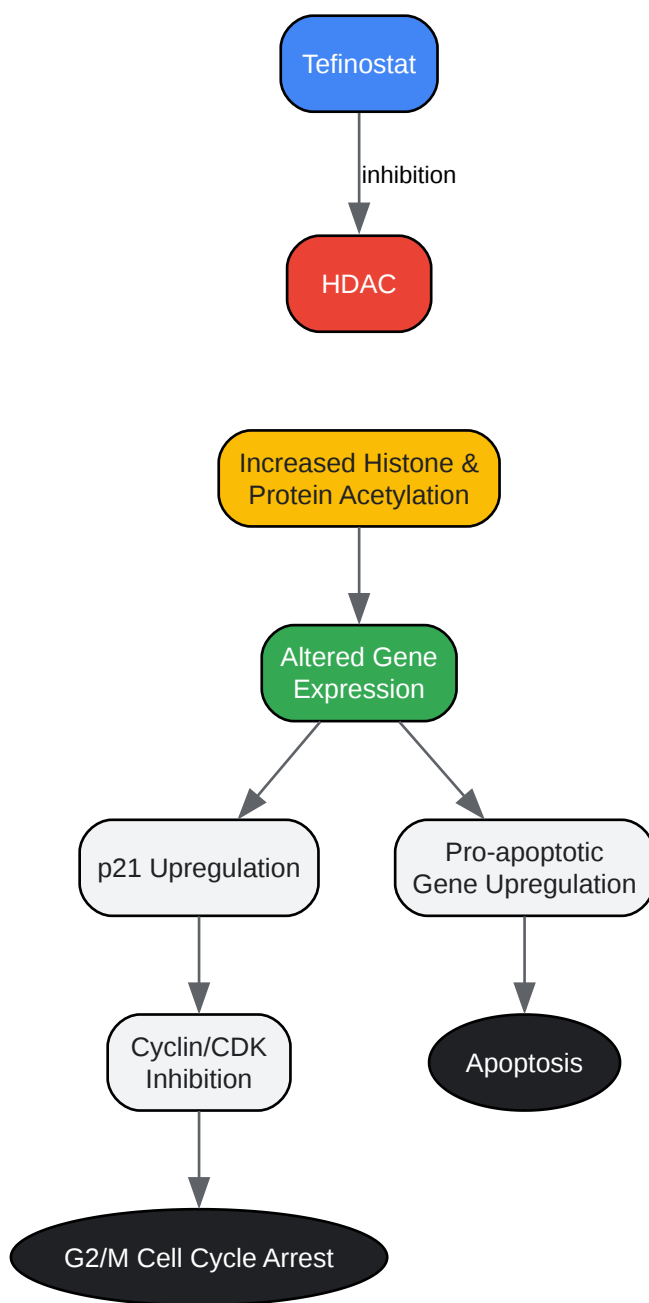 Tefinostat
inhibition
HDAC
Increased Histone &
Protein Acetylation
Altered Gene
Expression
p21 Upregulation
Pro-apoptotic
Gene Upregulation
Cyclin/CDK
Inhibition
Apoptosis
G2/M Cell Cycle Arrest